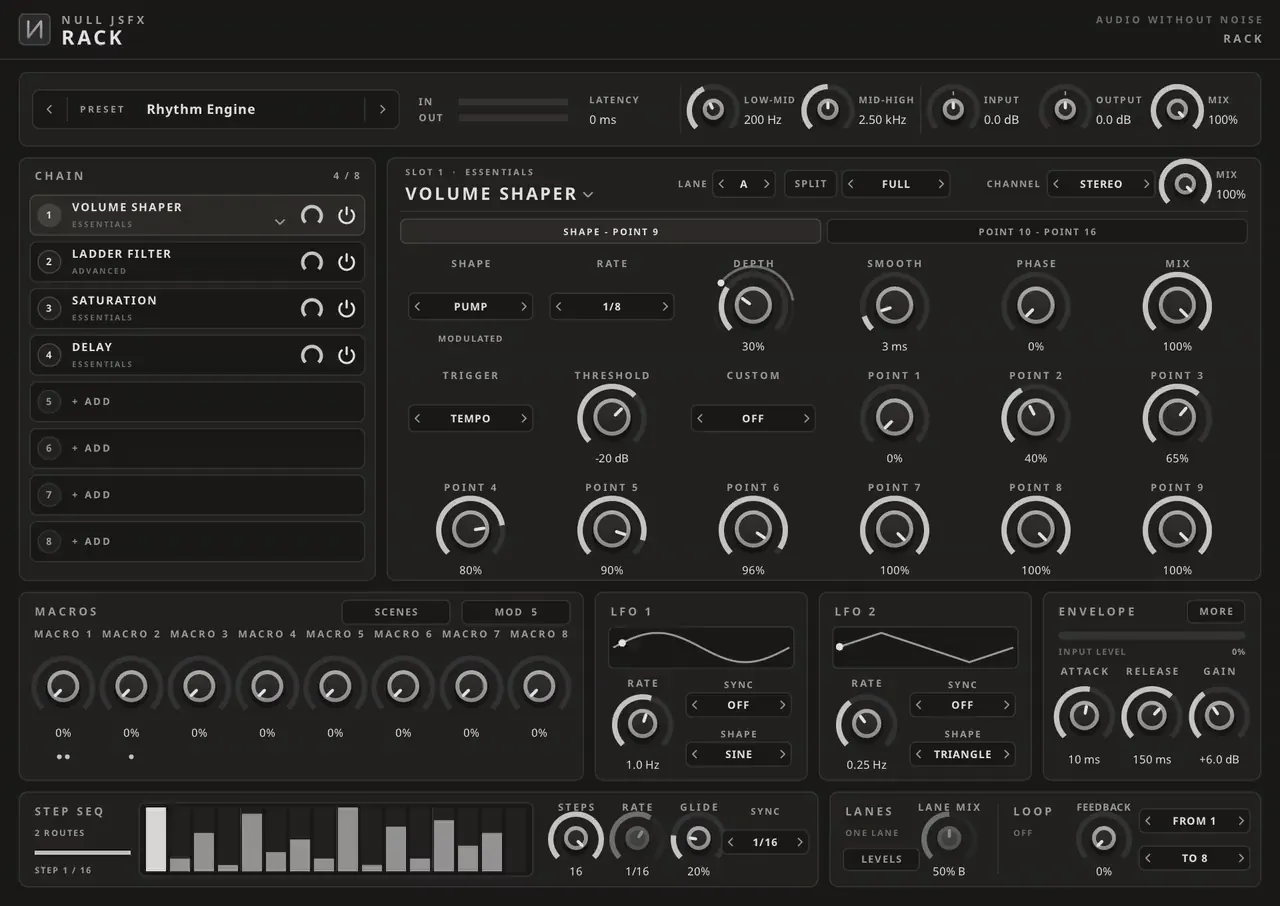 NULL JSFX
RACK
AUDIO WITHOUT NOISE
RACK
PRESET Rhythm Engine
IN
OUT
LATENCY
0 ms
LOW-MID
200 Hz
MID-HIGH
2.50 kHz
INPUT
0.0 dB
OUTPUT
0.0 dB
MIX
100%
CHAIN 4 / 8
1 VOLUME SHAPER
ESSENTIALS
2 LADDER FILTER
ADVANCED
3 SATURATION
ESSENTIALS
4 DELAY
ESSENTIALS
5 + ADD
6 + ADD
7 + ADD
8 + ADD
SLOT 1 · ESSENTIALS
VOLUME SHAPER
LANE A SPLIT FULL CHANNEL STEREO
MIX
100%
SHAPE - POINT 9 POINT 10 - POINT 16
SHAPE RATE DEPTH SMOOTH PHASE MIX
PUMP 1/8
MODULATED
30% 3 ms 0% 100%
TRIGGER THRESHOLD CUSTOM POINT 1 POINT 2 POINT 3
TEMPO OFF
-20 dB 0% 40% 65%
POINT 4 POINT 5 POINT 6 POINT 7 POINT 8 POINT 9
80% 90% 96% 100% 100% 100%
MACROS SCENES MOD 5
MACRO 1 MACRO 2 MACRO 3 MACRO 4 MACRO 5 MACRO 6 MACRO 7 MACRO 8
0% 0% 0% 0% 0% 0% 0% 0%
LFO 1
RATE
1.0 Hz
SYNC
OFF
SHAPE
SINE
LFO 2
RATE
0.25 Hz
SYNC
OFF
SHAPE
TRIANGLE
ENVELOPE MORE
INPUT LEVEL 0%
ATTACK RELEASE GAIN
10 ms 150 ms +6.0 dB
STEP SEQ
2 ROUTES
STEP 1 / 16
STEPS RATE GLIDE SYNC
1/16
16 1/16 20%
LANES
ONE LANE
LEVELS
LANE MIX
50% B
LOOP
OFF
FEEDBACK
0%
FROM 1
TO 8